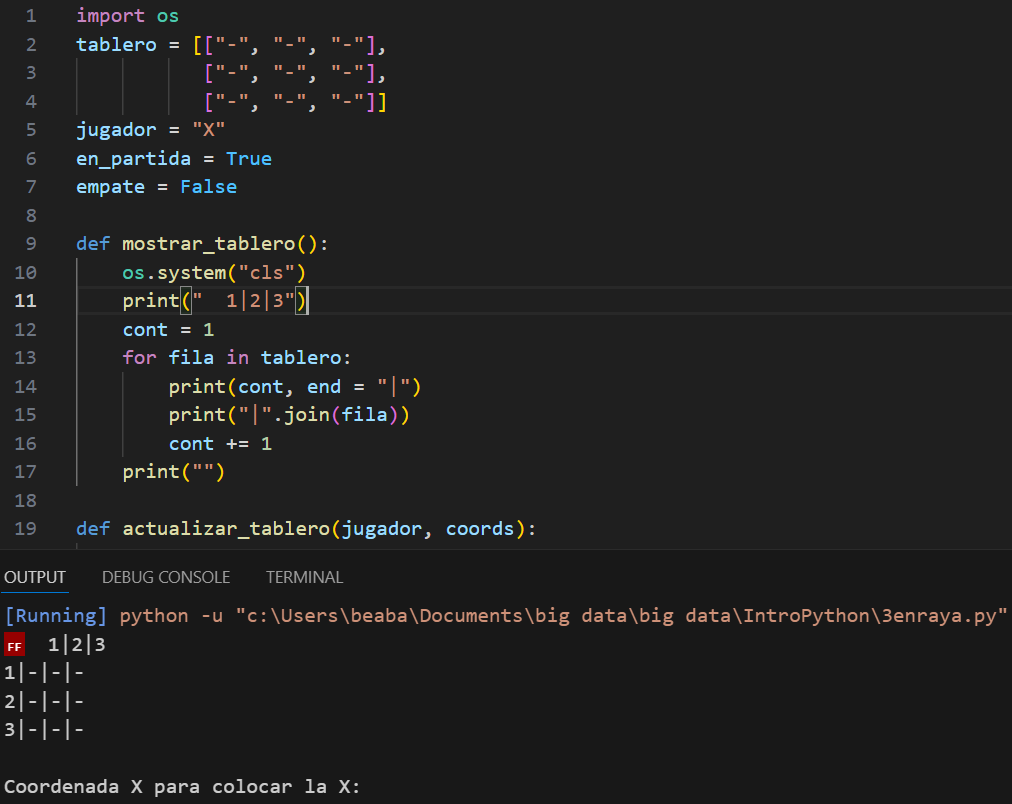 1 import os
2 tablero = [["-", "-", "-"],
3            ["-", "-", "-"],
4            ["-", "-", "-"]]
5 jugador = "X"
6 en_partida = True
7 empate = False
8
9 def mostrar_tablero():
10     os.system("cls")
11     print("  1|2|3")
12     cont = 1
13     for fila in tablero:
14         print(cont, end = "|")
15         print("|".join(fila))
16         cont += 1
17     print("")
18
19 def actualizar_tablero(jugador, coords):
OUTPUT DEBUG CONSOLE TERMINAL
[Running] python -u "c:\Users\beaba\Documents\big data\big data\IntroPython\3enraya.py"
FF  1|2|3
1|-|-|-
2|-|-|-
3|-|-|-
Coordenada X para colocar la X: